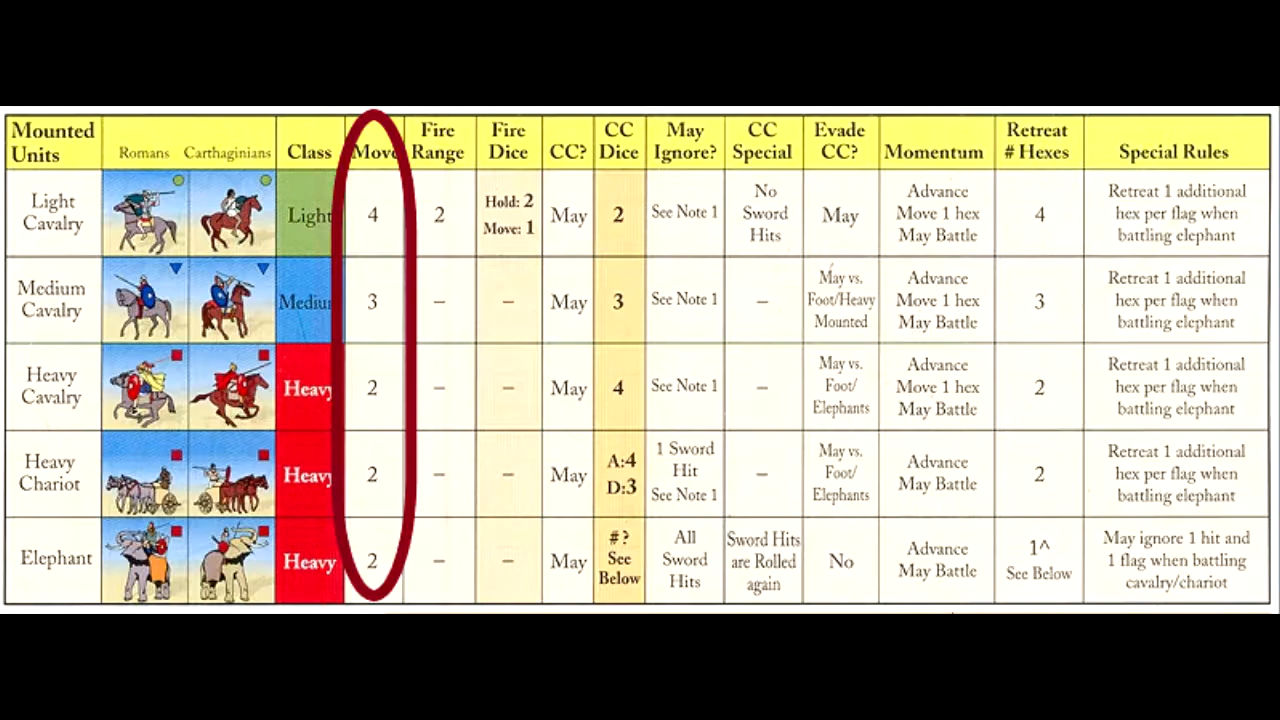 Mounted Units Romans Carthaginians Class Move Fire Range Fire Dice CC? CC Dice May Ignore? CC Special Evade CC? Momentum Retreat # Hexes Special Rules
Light Cavalry Light 4 2 Hold: 2 Move: 1 May 2 See Note 1 No Sword Hits May Advance Move 1 hex May Battle 4 Retreat 1 additional hex per flag when battling elephant
Medium Cavalry Medium 3 – – May 3 See Note 1 – May vs. Foot/Heavy Mounted Advance Move 1 hex May Battle 3 Retreat 1 additional hex per flag when battling elephant
Heavy Cavalry Heavy 2 – – May 4 See Note 1 – May vs. Foot/ Elephants Advance Move 1 hex May Battle 2 Retreat 1 additional hex per flag when battling elephant
Heavy Chariot Heavy 2 – – May A:4 D:3 1 Sword Hit See Note 1 – May vs. Foot/ Elephants Advance May Battle 2 Retreat 1 additional hex per flag when battling elephant
Elephant Heavy 2 – – May #? See Below All Sword Hits Sword Hits are Rolled again No Advance May Battle 1^ See Below May ignore 1 hit and 1 flag when battling cavalry/chariot